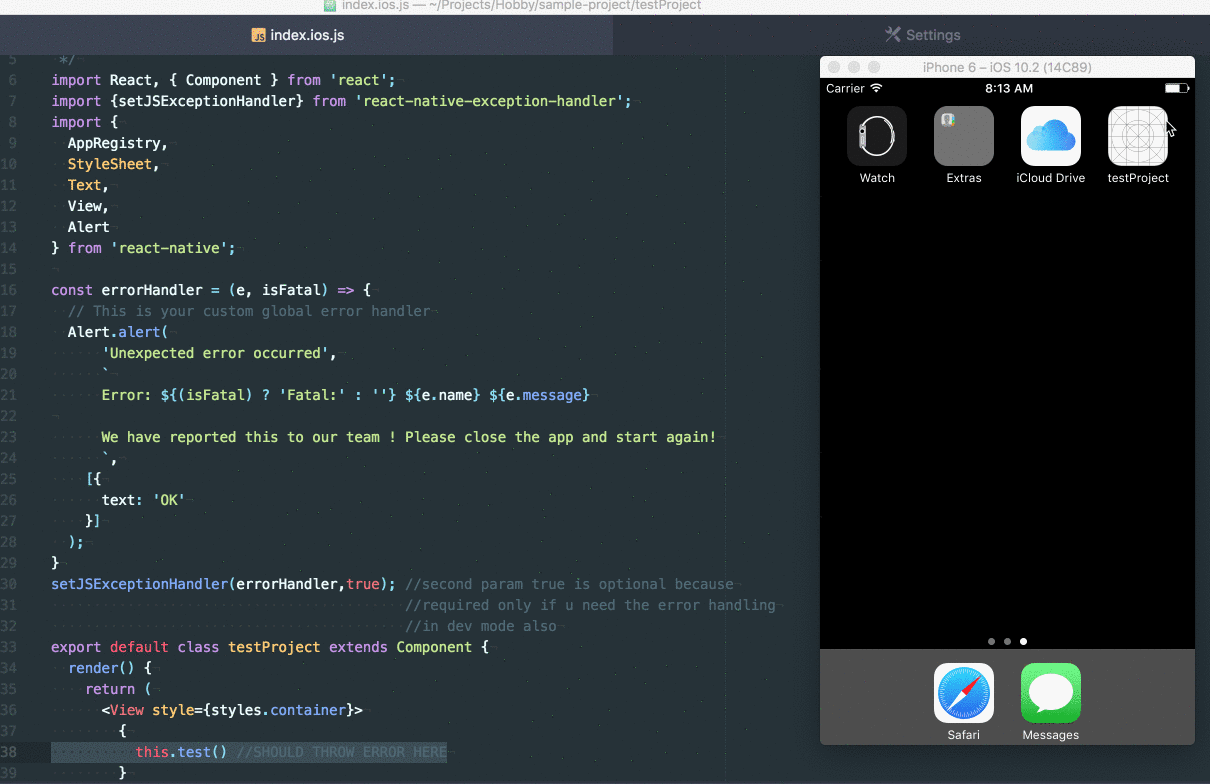 index.ios.js — ~/Projects/Hobby/sample-project/testProject
index.ios.js
Settings
5 */
6 import React, { Component } from 'react';
7 import {setJSExceptionHandler} from 'react-native-exception-handler';
8 import {
9 AppRegistry,
10 StyleSheet,
11 Text,
12 View,
13 Alert
14 } from 'react-native';
15
16 const errorHandler = (e, isFatal) => {
17 // This is your custom global error handler
18 Alert.alert(
19 'Unexpected error occurred',
20 `
21 Error: ${(isFatal) ? 'Fatal:' : ''} ${e.name} ${e.message}
22
23 We have reported this to our team ! Please close the app and start again!
24 `,
25 [{
26 text: 'OK'
27 }]
28 );
29 }
30 setJSExceptionHandler(errorHandler,true); //second param true is optional because
31 //required only if u need the error handling
32 //in dev mode also
33 export default class testProject extends Component {
34 render() {
35 return (
36 <View style={styles.container}>
37 {
38 this.test() //SHOULD THROW ERROR HERE
39 }
iPhone 6 – iOS 10.2 (14C89)
Carrier 8:13 AM
Watch Extras iCloud Drive testProject
Safari Messages